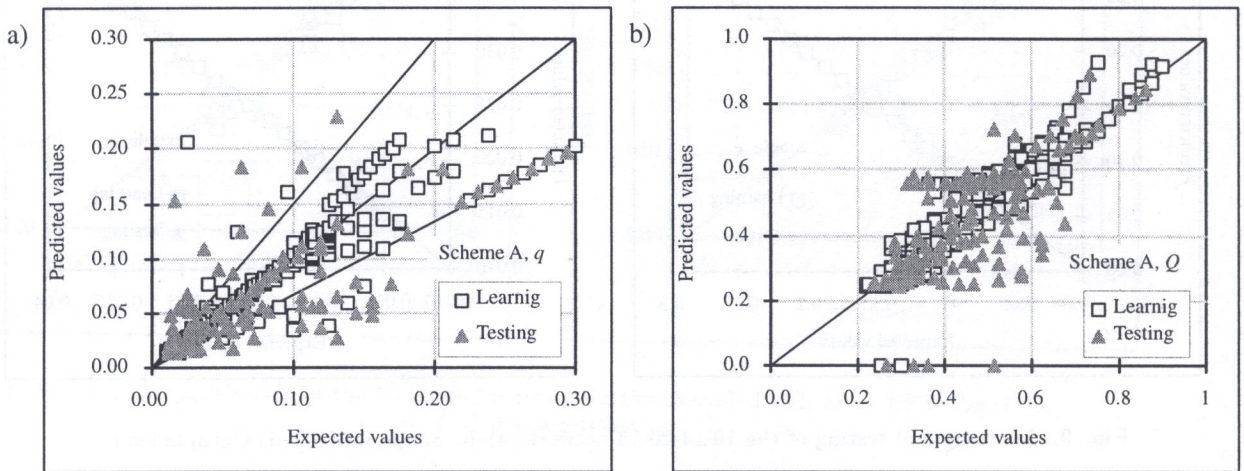 a)
0.30
0.25
0.20
0.15
0.10
0.05
0.00
Predicted values
0.00
0.10
0.20
0.30
Expected values
Scheme A, q
Learnig
Testing
b)
1.0
0.8
0.6
0.4
0.2
0.0
Predicted values
0.0
0.2
0.4
0.6
0.8
1
Expected values
Scheme A, Q
Learnig
Testing